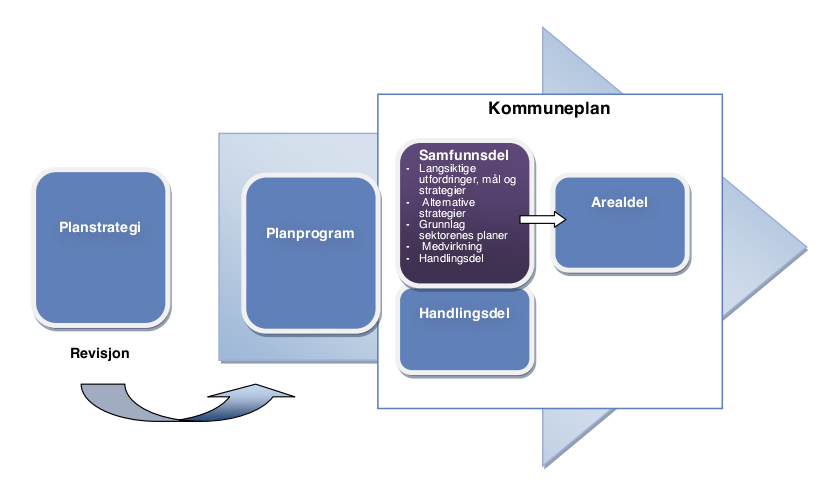 Kommuneplan
Planstrategi
Revisjon
Planprogram
Samfunnsdel
- Langsiktige
utfordringer, mål og
strategier
- Alternative
strategier
- Grunnlag
sektorenes planer
- Medvirkning
- Handlingsdel
Handlingsdel
Arealdel